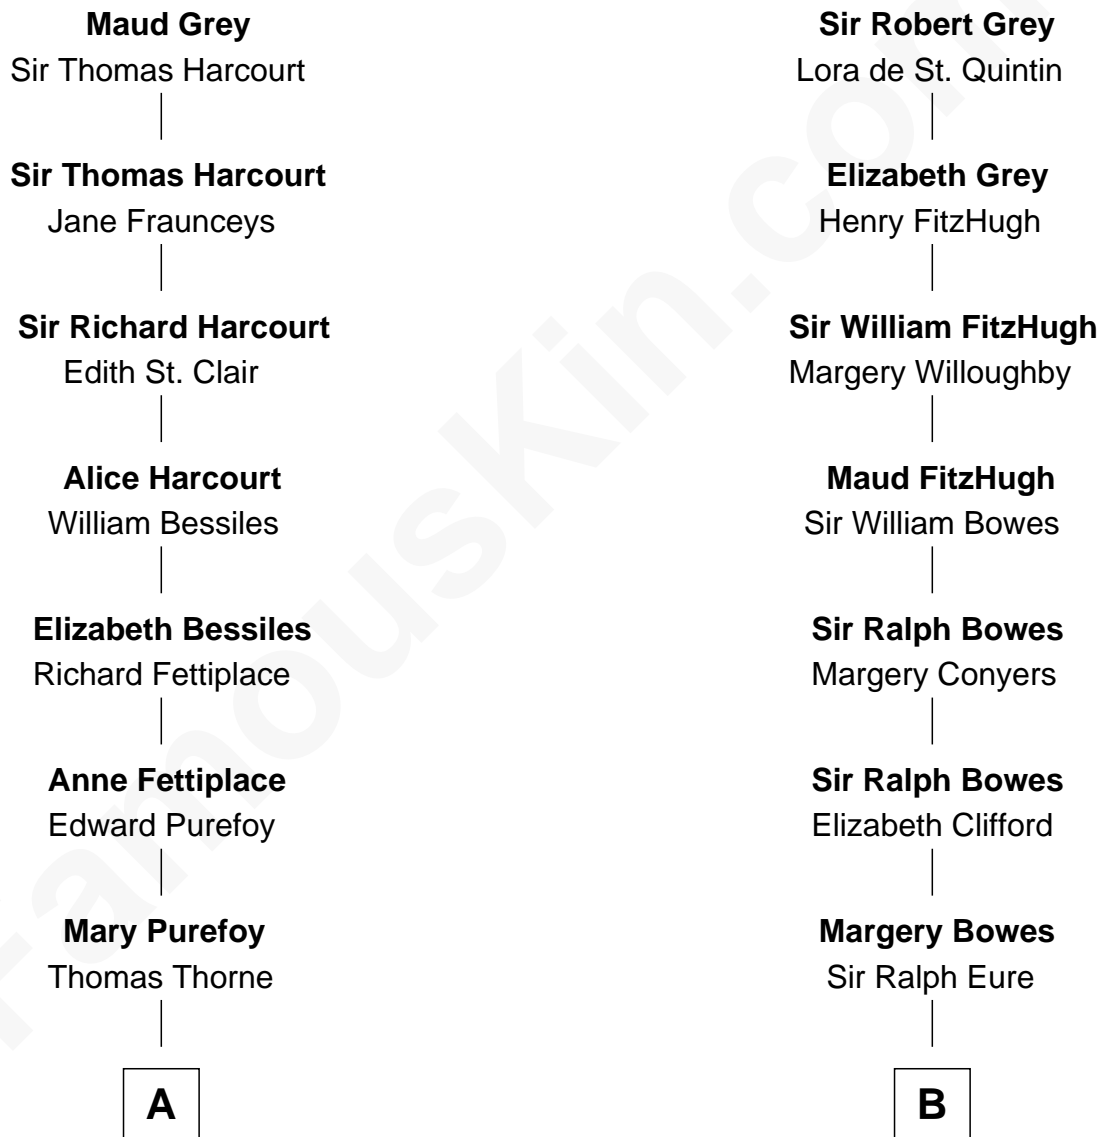 Maud Grey
Sir Thomas Harcourt
Sir Thomas Harcourt
Jane Fraunceys
Sir Richard Harcourt
Edith St. Clair
Alice Harcourt
William Bessiles
Elizabeth Bessiles
Richard Fettiplace
Anne Fettiplace
Edward Purefoy
Mary Purefoy
Thomas Thorne
A
Sir Robert Grey
Lora de St. Quintin
Elizabeth Grey
Henry FitzHugh
Sir William FitzHugh
Margery Willoughby
Maud FitzHugh
Sir William Bowes
Sir Ralph Bowes
Margery Conyers
Sir Ralph Bowes
Elizabeth Clifford
Margery Bowes
Sir Ralph Eure
B
FamousKin.com